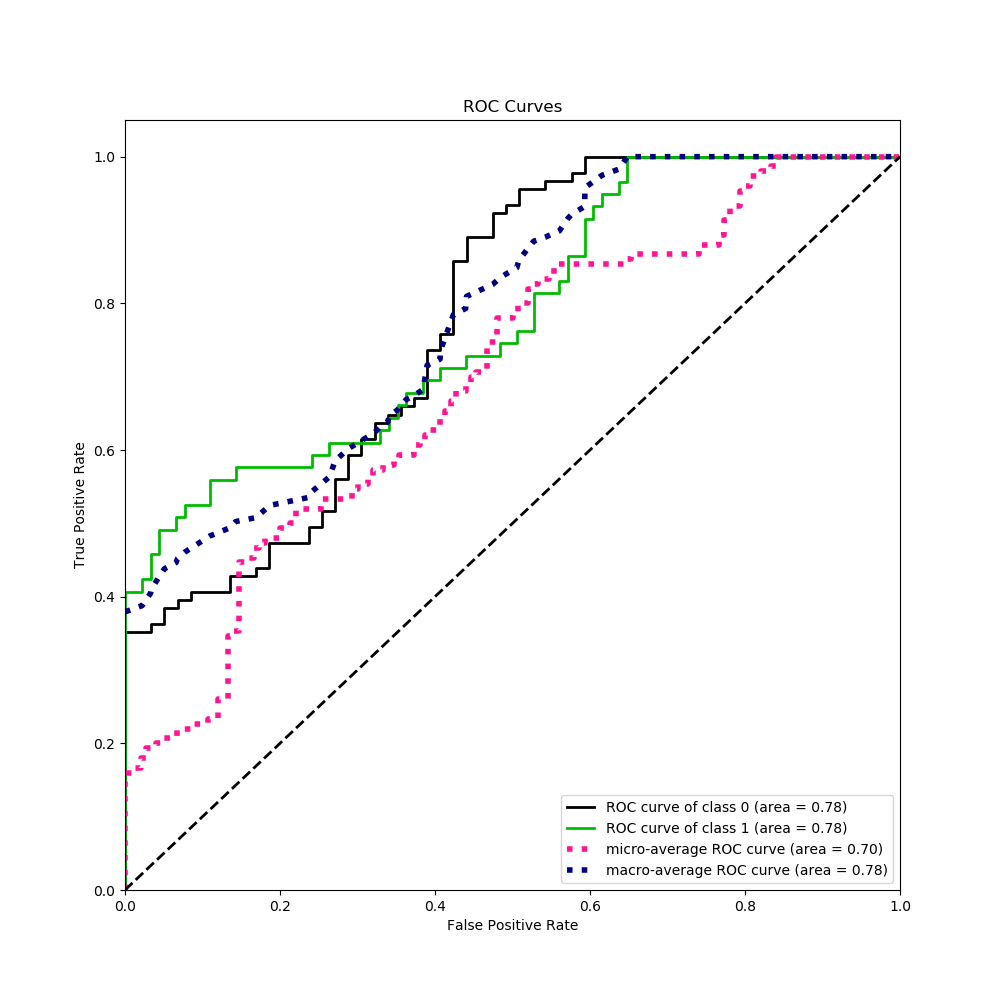 ROC Curves
True Positive Rate
1.0
0.8
0.6
0.4
0.2
0.0
0.0 0.2 0.4 0.6 0.8 1.0
False Positive Rate
ROC curve of class 0 (area = 0.78)
ROC curve of class 1 (area = 0.78)
micro-average ROC curve (area = 0.70)
macro-average ROC curve (area = 0.78)